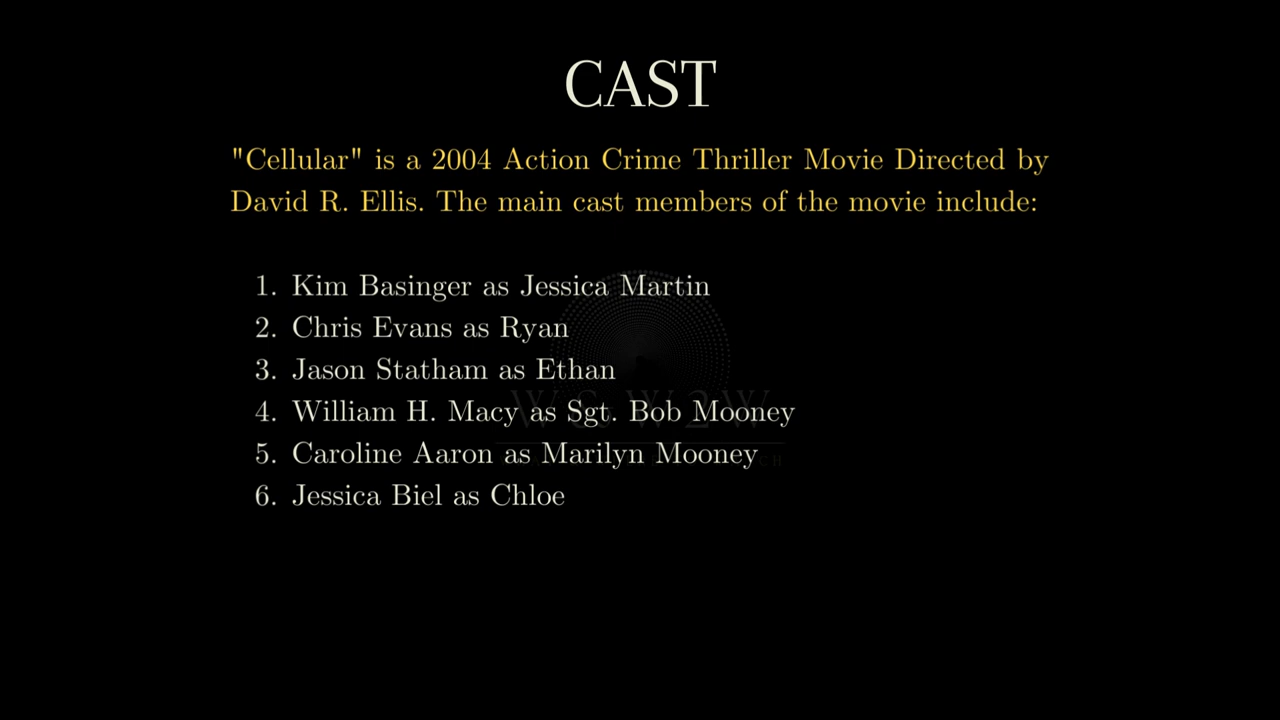 CAST
"Cellular" is a 2004 Action Crime Thriller Movie Directed by
David R. Ellis. The main cast members of the movie include:
1. Kim Basinger as Jessica Martin
2. Chris Evans as Ryan
3. Jason Statham as Ethan
4. William H. Macy as Sgt. Bob Mooney
5. Caroline Aaron as Marilyn Mooney
6. Jessica Biel as Chloe